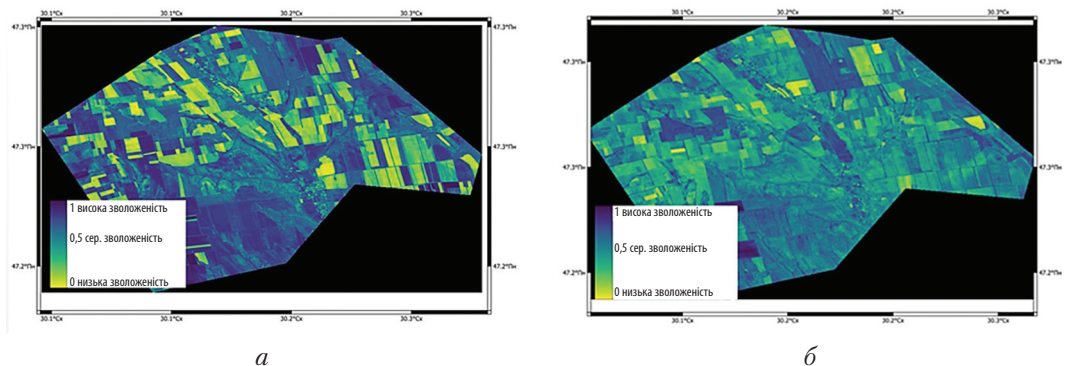 30.1°Сх 30.1°Сх 30.2°Сх 30.3°Сх
47.3°Пн 47.3°Пн
47.3°Пн 47.3°Пн
1 висока зволоженість
0,5 сер. зволоженість
0 низька зволоженість
47.2°Пн 47.2°Пн
30.1°Сх 30.1°Сх 30.2°Сх 30.3°Сх
а
30.1°Сх 30.2°Сх 30.2°Сх 30.3°Сх
47.3°Пн 47.3°Пн
47.3°Пн 47.3°Пн
1 висока зволоженість
0,5 сер. зволоженість
0 низька зволоженість
47.2°Пн 47.2°Пн
30.1°Сх 30.2°Сх 30.2°Сх 30.3°Сх
б